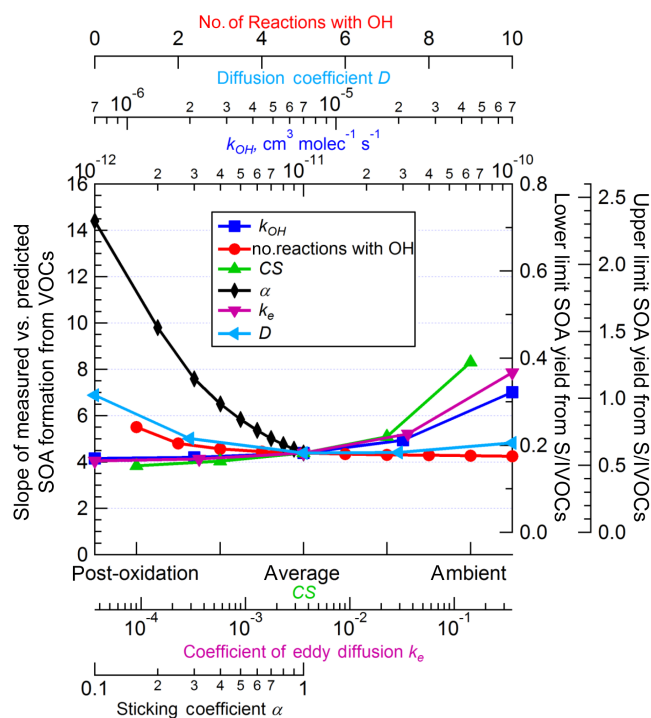 No. of Reactions with OH
0 2 4 6 8 10
Diffusion coefficient D
7 10⁻⁶ 2 3 4 5 6 7 10⁻⁵ 2 3 4 5 6 7
k_OH, cm³ molec⁻¹ s⁻¹
10⁻¹² 2 3 4 5 6 7 10⁻¹¹ 2 3 4 5 6 7 10⁻¹⁰
16
14
12
10
8
6
4
2
0
Slope of measured vs. predicted
SOA formation from VOCs
k_OH
no.reactions with OH
CS
α
k_e
D
0.8
0.6
0.4
0.2
0.0
Lower limit SOA yield from S/IVOCs
2.5
2.0
1.5
1.0
0.5
0.0
Upper limit SOA yield from S/IVOCs
Post-oxidation Average Ambient
CS
10⁻⁴ 10⁻³ 10⁻² 10⁻¹
Coefficient of eddy diffusion k_e
0.1 2 3 4 5 6 7 1
Sticking coefficient α